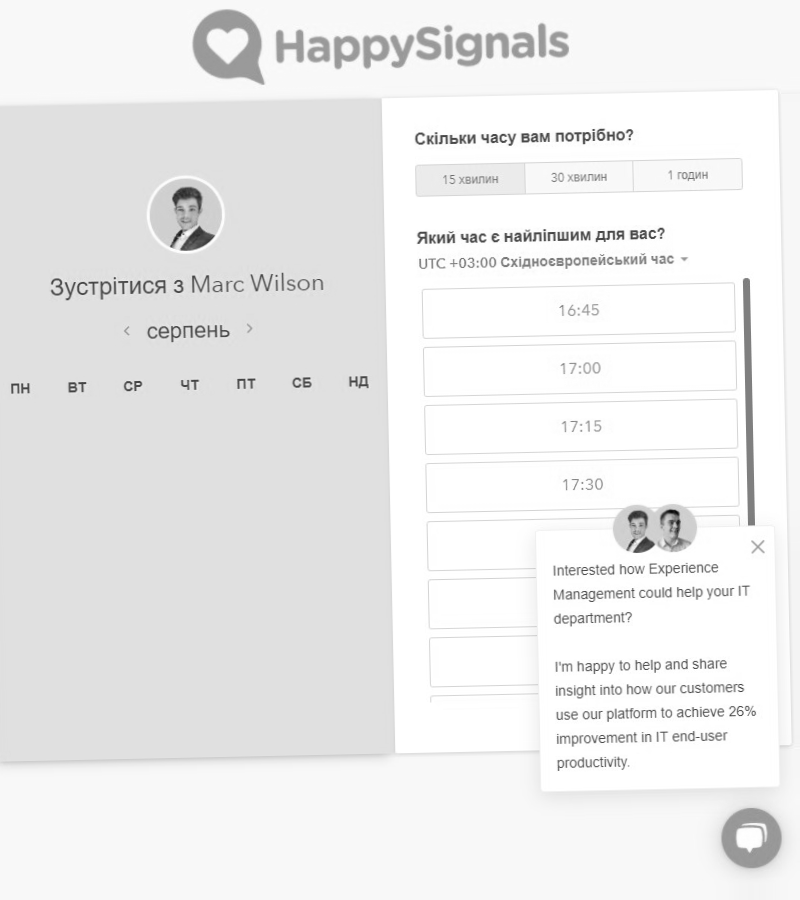 HappySignals
Зустрітися з Marc Wilson
серпень
ПН ВТ СР ЧТ ПТ СБ НД
Скільки часу вам потрібно?
15 хвилин 30 хвилин 1 годин
Який час є найліпшим для вас?
UTC +03:00 Східноєвропейський час
16:45
17:00
17:15
17:30
Interested how Experience
Management could help your IT
department?
I'm happy to help and share
insight into how our customers
use our platform to achieve 26%
improvement in IT end-user
productivity.